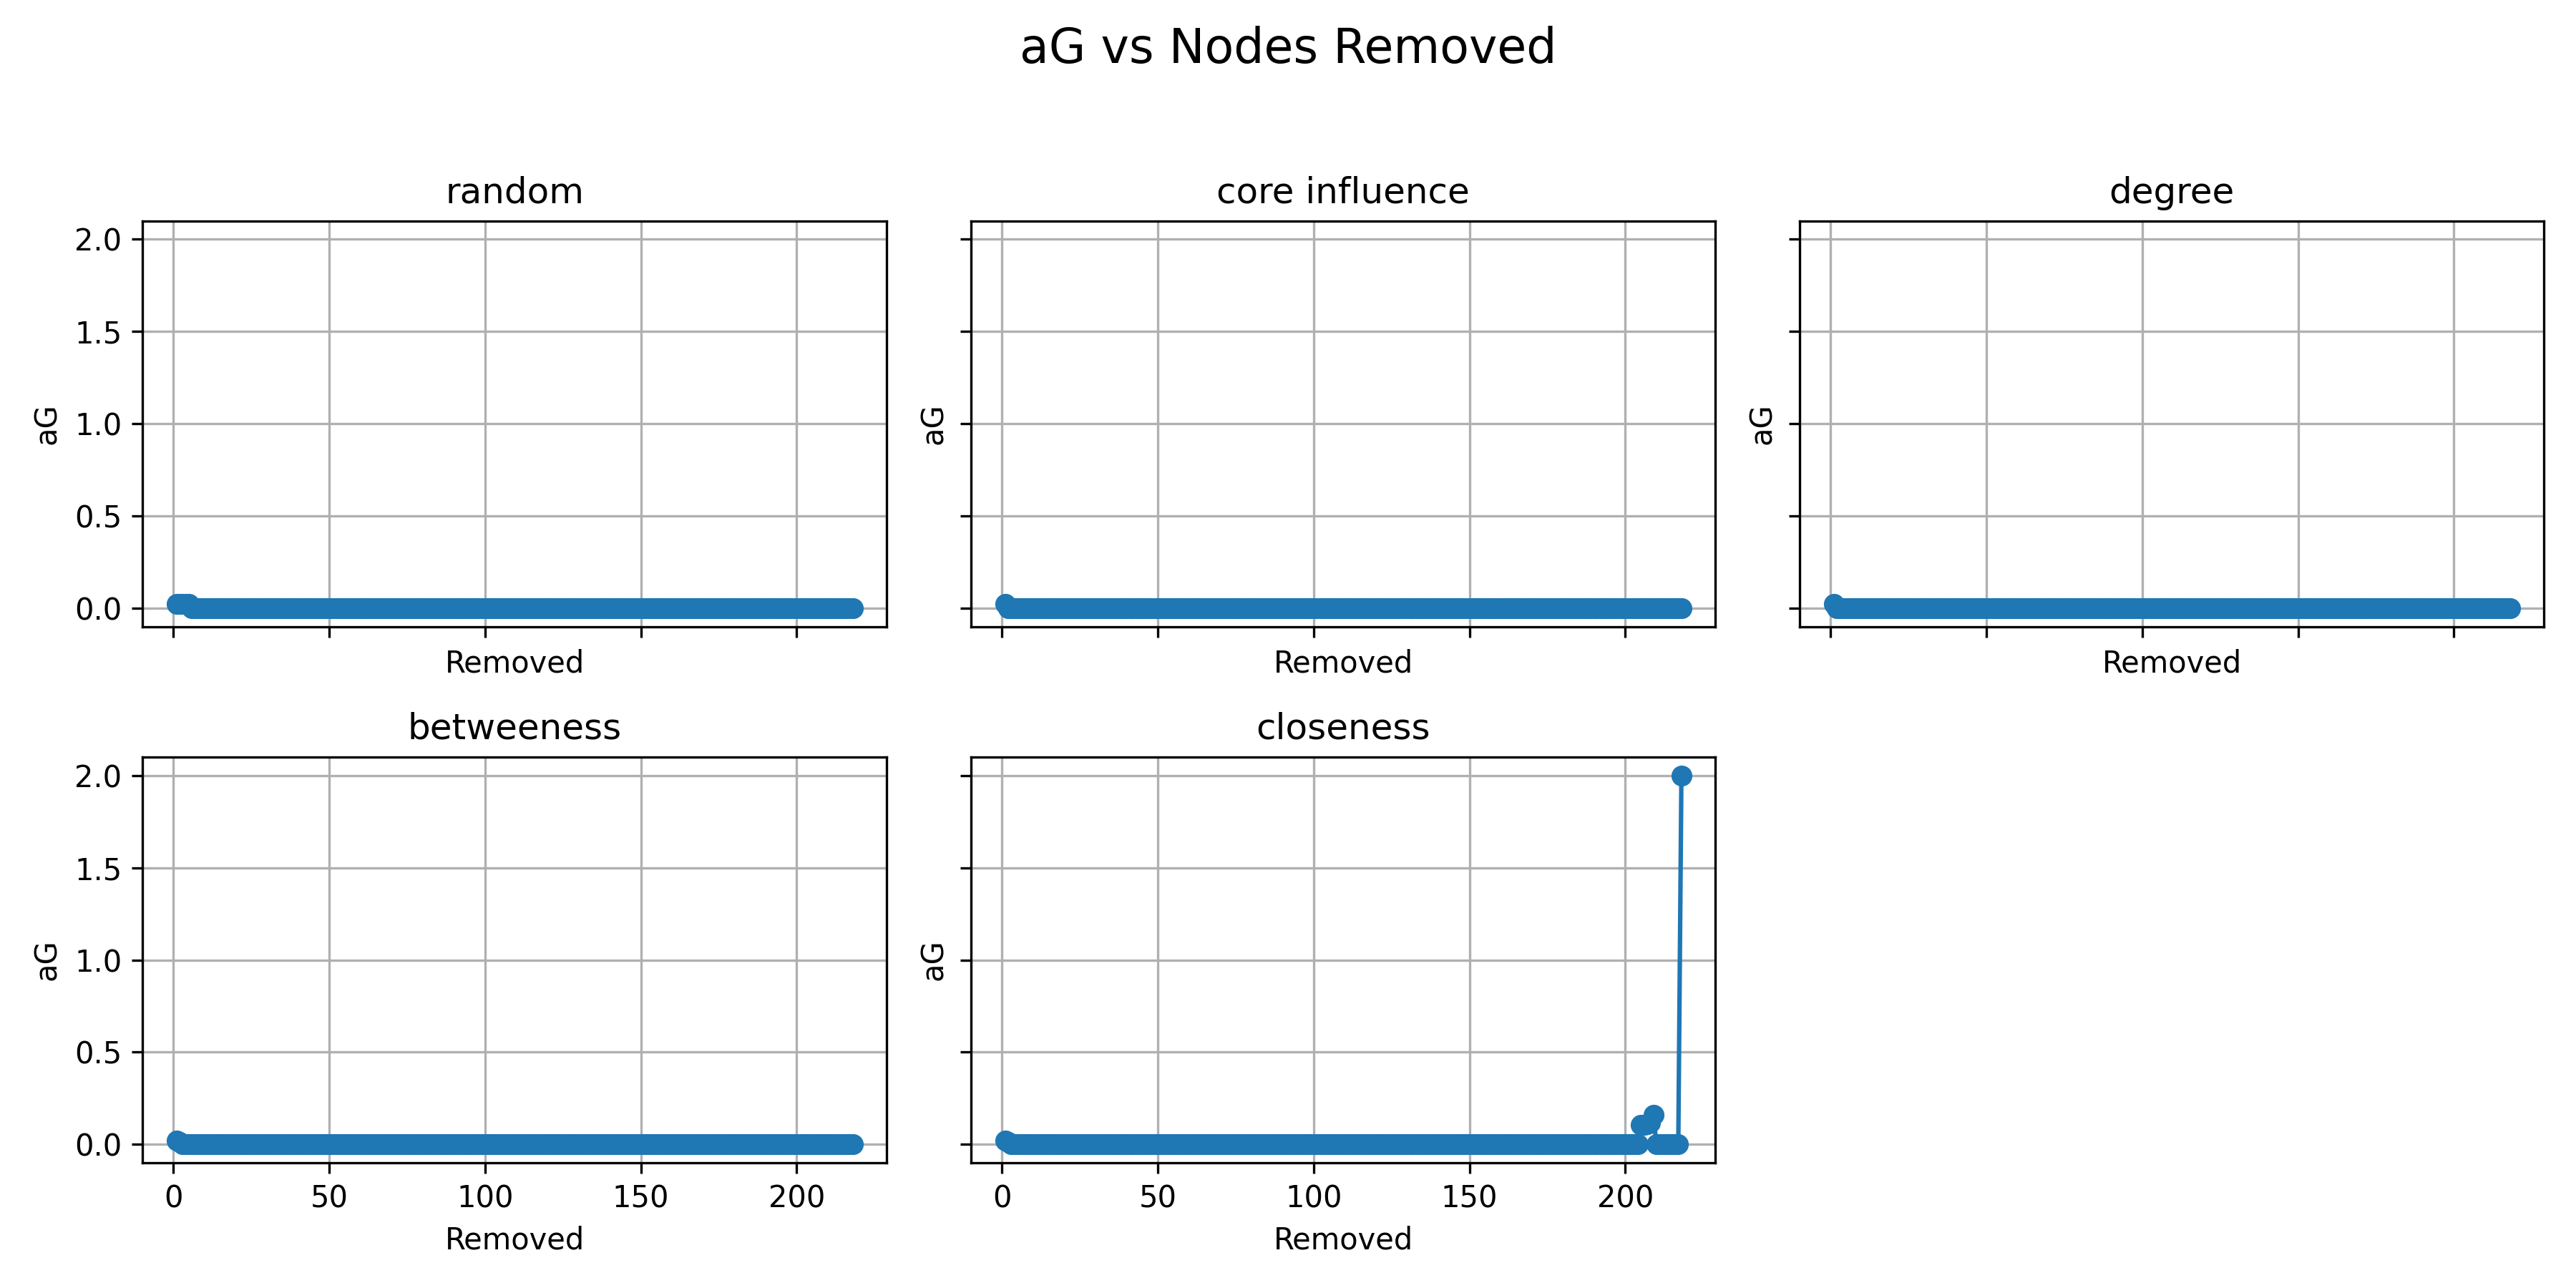 aG vs Nodes Removed
random
core influence
degree
2.0
1.5
1.0
0.5
0.0
aG
aG
aG
Removed
Removed
Removed
betweeness
closeness
2.0
1.5
1.0
0.5
0.0
aG
aG
0 50 100 150 200
0 50 100 150 200
Removed
Removed